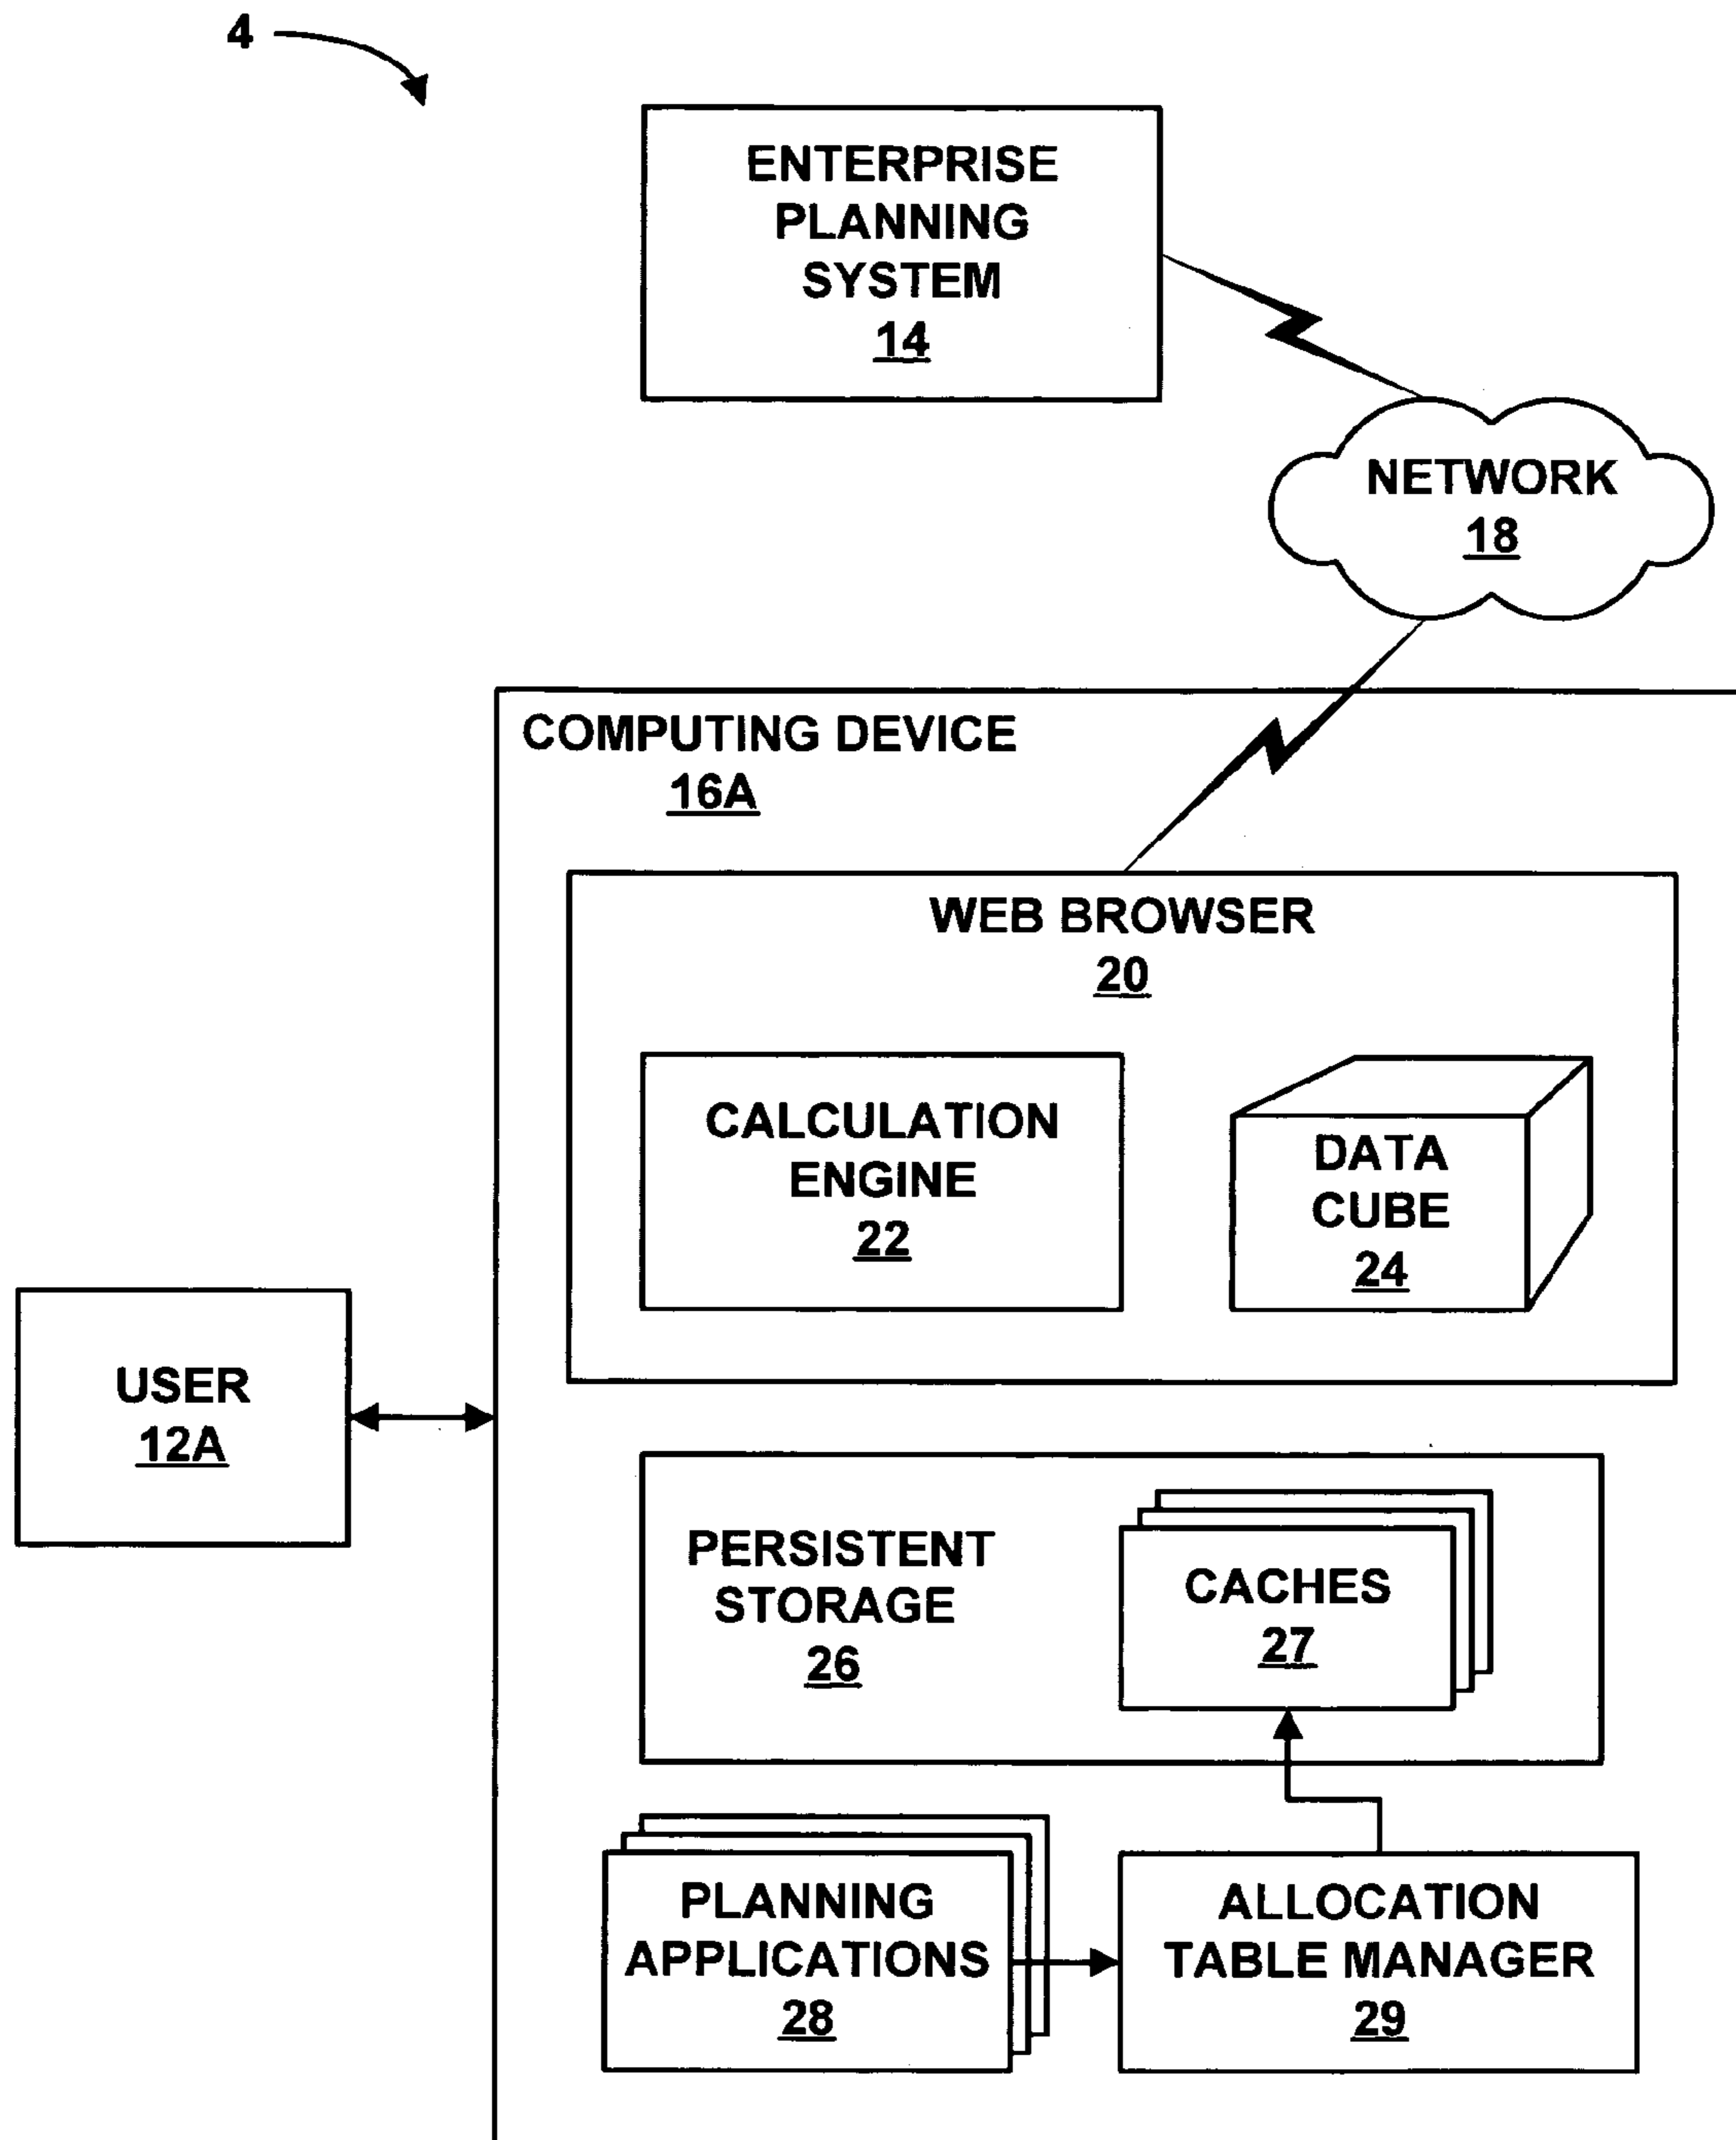 4
ENTERPRISE
PLANNING
SYSTEM
14
NETWORK
18
COMPUTING DEVICE
16A
WEB BROWSER
20
CALCULATION
ENGINE
22
DATA
CUBE
24
USER
12A
PERSISTENT
STORAGE
26
CACHES
27
PLANNING
APPLICATIONS
28
ALLOCATION
TABLE MANAGER
29